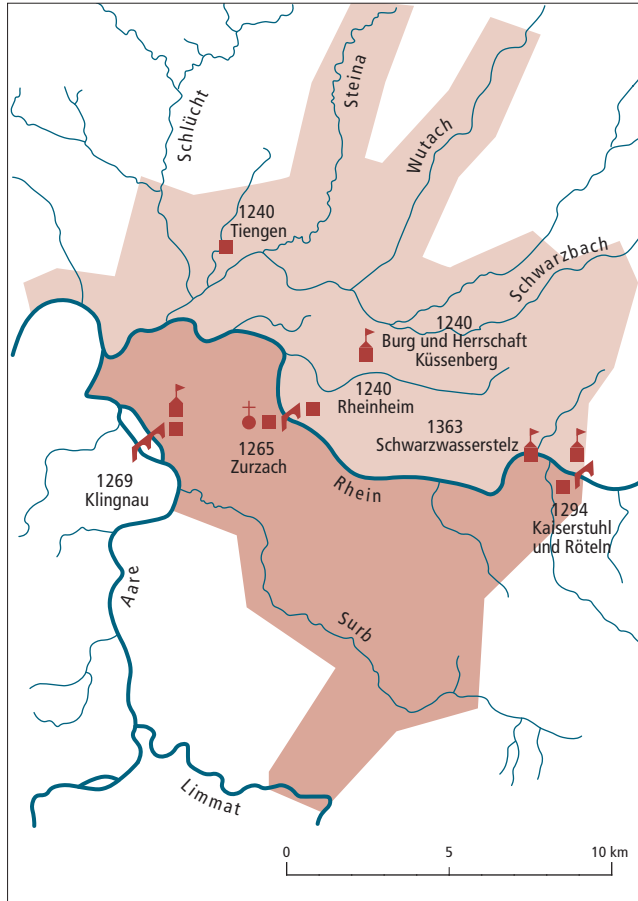 Schlücht
Steina
Wutach
Schwarzbach
1240
Tiengen
1240
Burg und Herrschaft
Küssenberg
1240
Rheinheim
1363
Schwarzwasserstelz
1265
Zurzach
1269
Klingnau
Rhein
1294
Kaiserstuhl
und Röteln
Aare
Surb
Limmat
0
5
10 km